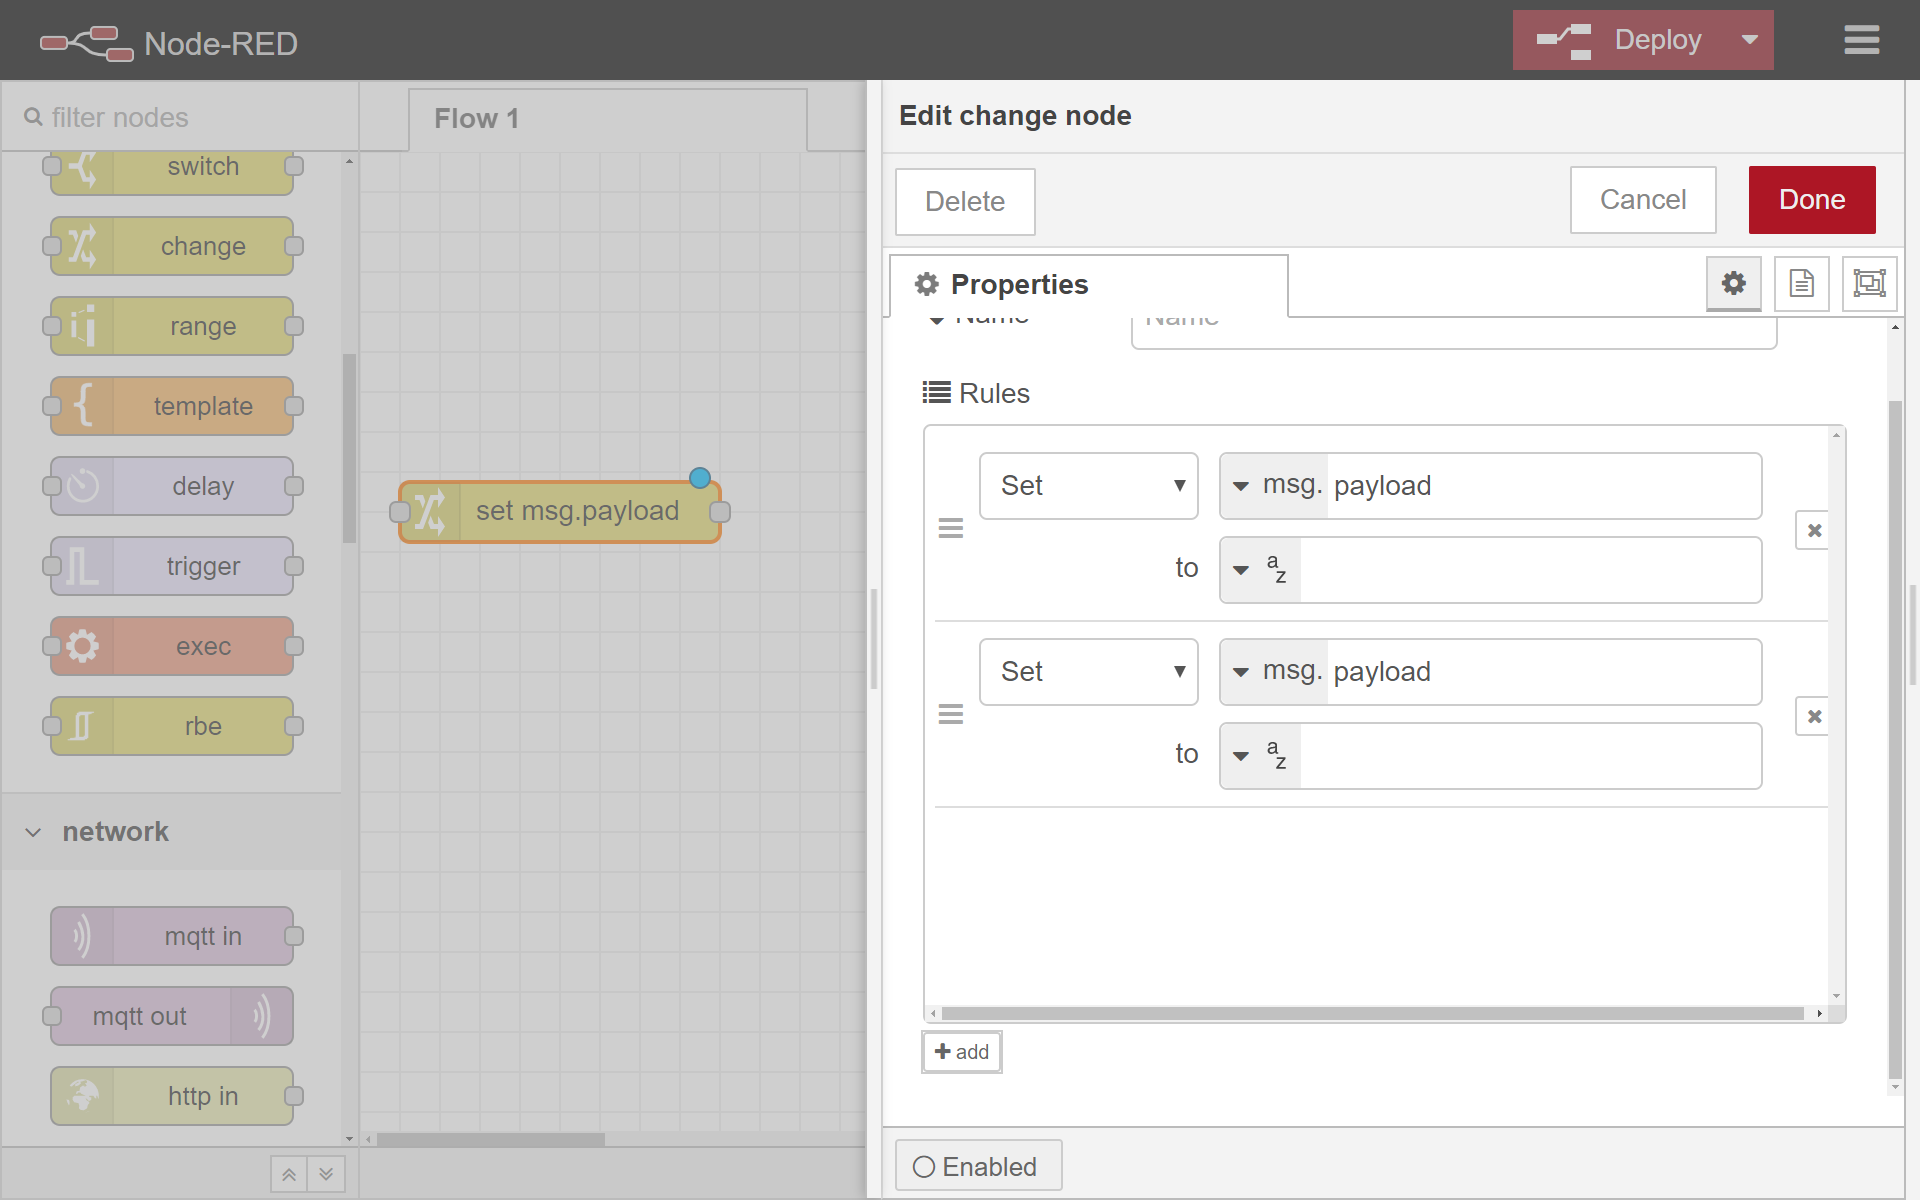 Node-RED
Deploy
filter nodes
Flow 1
Edit change node
Delete
Cancel
Done
Properties
Name
Name
Rules
Set
msg.
payload
to
a
z
Set
msg.
payload
to
a
z
add
Enabled
switch
change
range
template
delay
trigger
exec
rbe
network
mqtt in
mqtt out
http in
set msg.payload